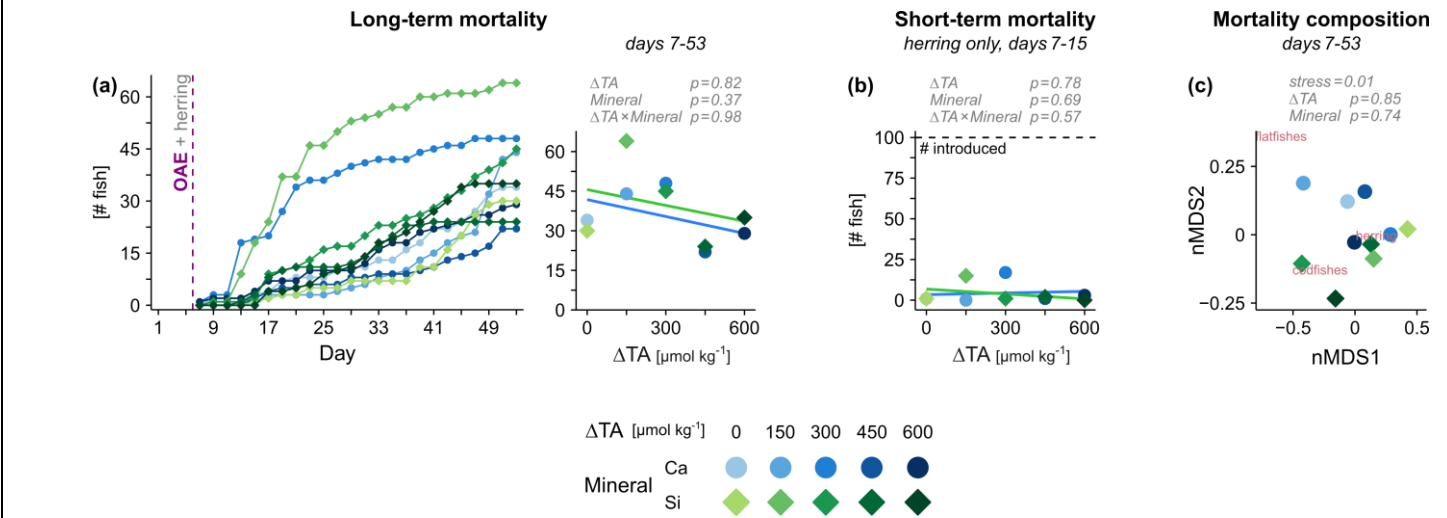 Long-term mortality
Short-term mortality
Mortality composition
days 7-53
herring only, days 7-15
days 7-53
(a)
OAE + herring
[# fish]
60
45
30
15
0
1 9 17 25 33 41 49
Day
ΔTA p=0.82
Mineral p=0.37
ΔTA×Mineral p=0.98
60
45
30
15
0
0 300 600
ΔTA [µmol kg⁻¹]
(b)
ΔTA p=0.78
Mineral p=0.69
ΔTA×Mineral p=0.57
[# fish]
100
75
50
25
0
# introduced
0 300 600
ΔTA [µmol kg⁻¹]
(c)
stress=0.01
ΔTA p=0.85
Mineral p=0.74
nMDS2
0.25
0
−0.25
flatfishes
herring
codfishes
−0.5 0 0.5
nMDS1
ΔTA [µmol kg⁻¹] 0 150 300 450 600
Mineral
Ca
Si